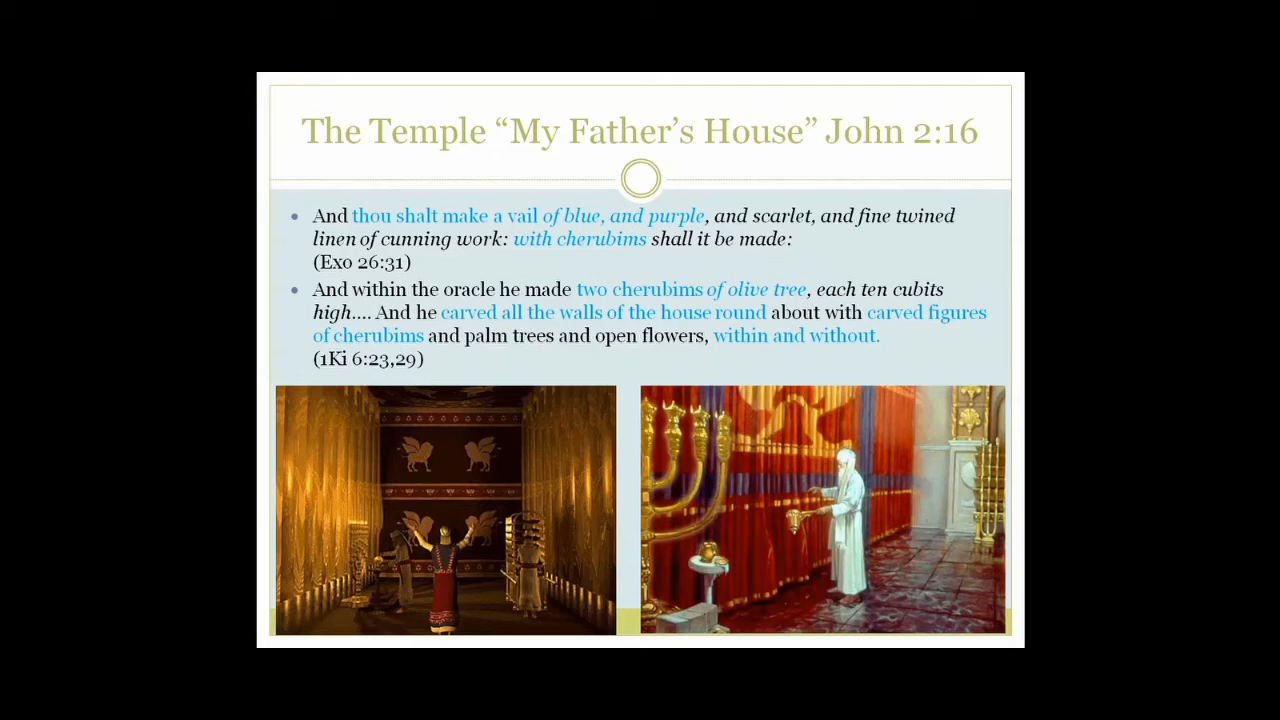 The Temple “My Father’s House” John 2:16
And thou shalt make a vail of blue, and purple, and scarlet, and fine twined
linen of cunning work: with cherubims shall it be made:
(Exo 26:31)
And within the oracle he made two cherubims of olive tree, each ten cubits
high.... And he carved all the walls of the house round about with carved figures
of cherubims and palm trees and open flowers, within and without.
(1Ki 6:23,29)